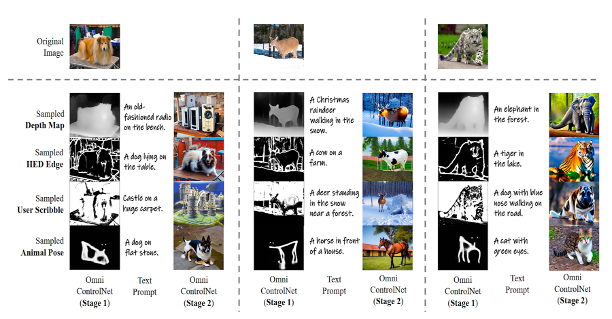 Original
Image
Sampled
Depth Map
An old-
fashioned radio
on the bench.
A Christmas
raindeer
walking in the
snow.
An elephant in
the forest.
Sampled
HED Edge
A dog lying on
the table.
A cow on a
farm.
A tiger in
the lake.
Sampled
User Scribble
Castle on a
huge carpet.
A deer standing
in the snow
near a forest.
A dog with blue
nose walking on
the road.
Sampled
Animal Pose
A dog on
flat stone.
A horse in front
of a house.
A cat with
green eyes.
Omni
ControlNet
(Stage 1)
Text
Prompt
Omni
ControlNet
(Stage 2)
Omni
ControlNet
(Stage 1)
Text
Prompt
Omni
ControlNet
(Stage 2)
Omni
ControlNet
(Stage 1)
Text
Prompt
Omni
ControlNet
(Stage 2)